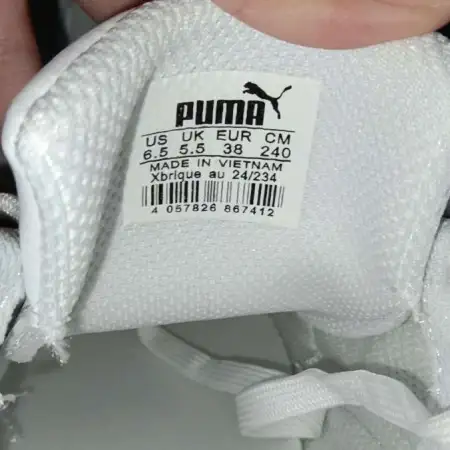 PUMA
US UK EUR CM
6.5 5.5 38 240
MADE IN VIETNAM
Xbrique au 24/234
4 057826 867412